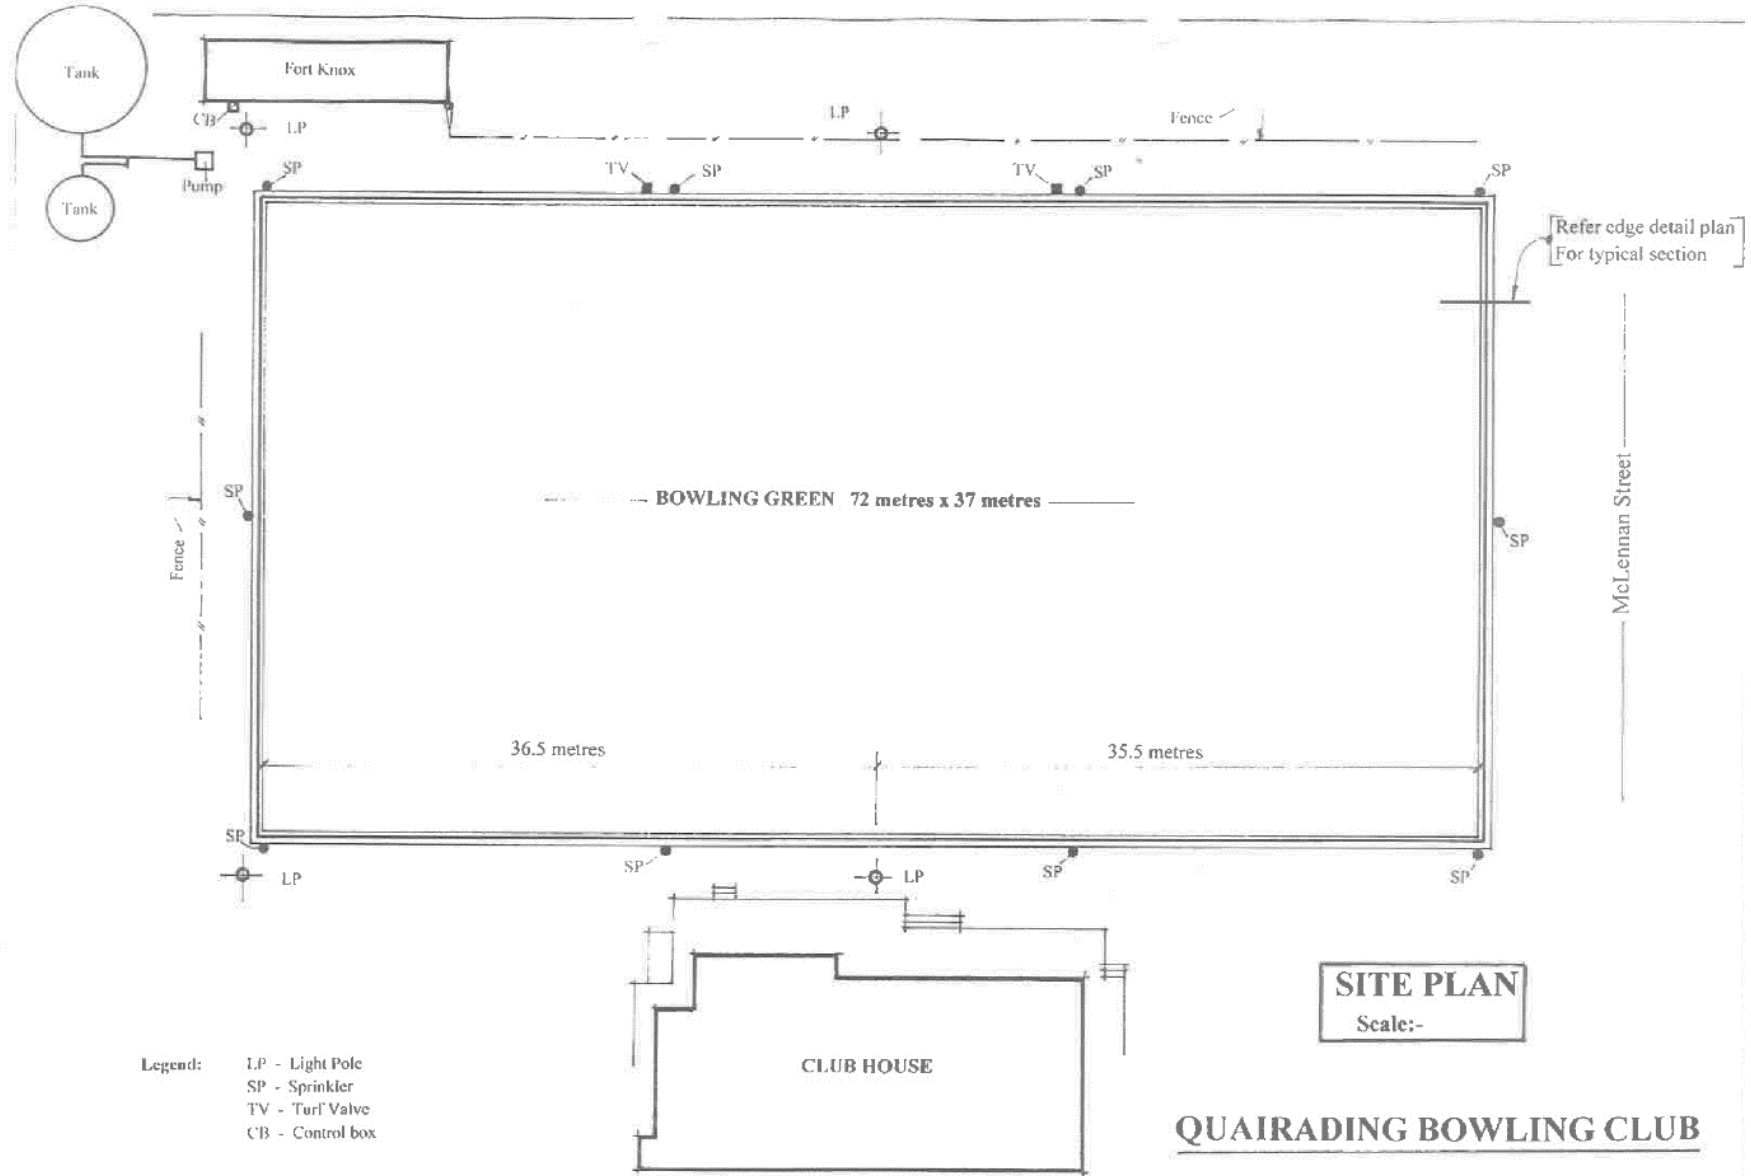 Tank
Fort Knox
CB
LP
LP
Fence
Pump
SP
TV
SP
TV
SP
SP
Tank
Refer edge detail plan
For typical section
SP
BOWLING GREEN 72 metres x 37 metres
McLennan Street
SP
Fence
36.5 metres
35.5 metres
SP
SP
SP
SP
LP
LP
SITE PLAN
Scale:-
CLUB HOUSE
Legend:
LP - Light Pole
SP - Sprinkler
TV - Turf Valve
CB - Control box
QUAIRADING BOWLING CLUB